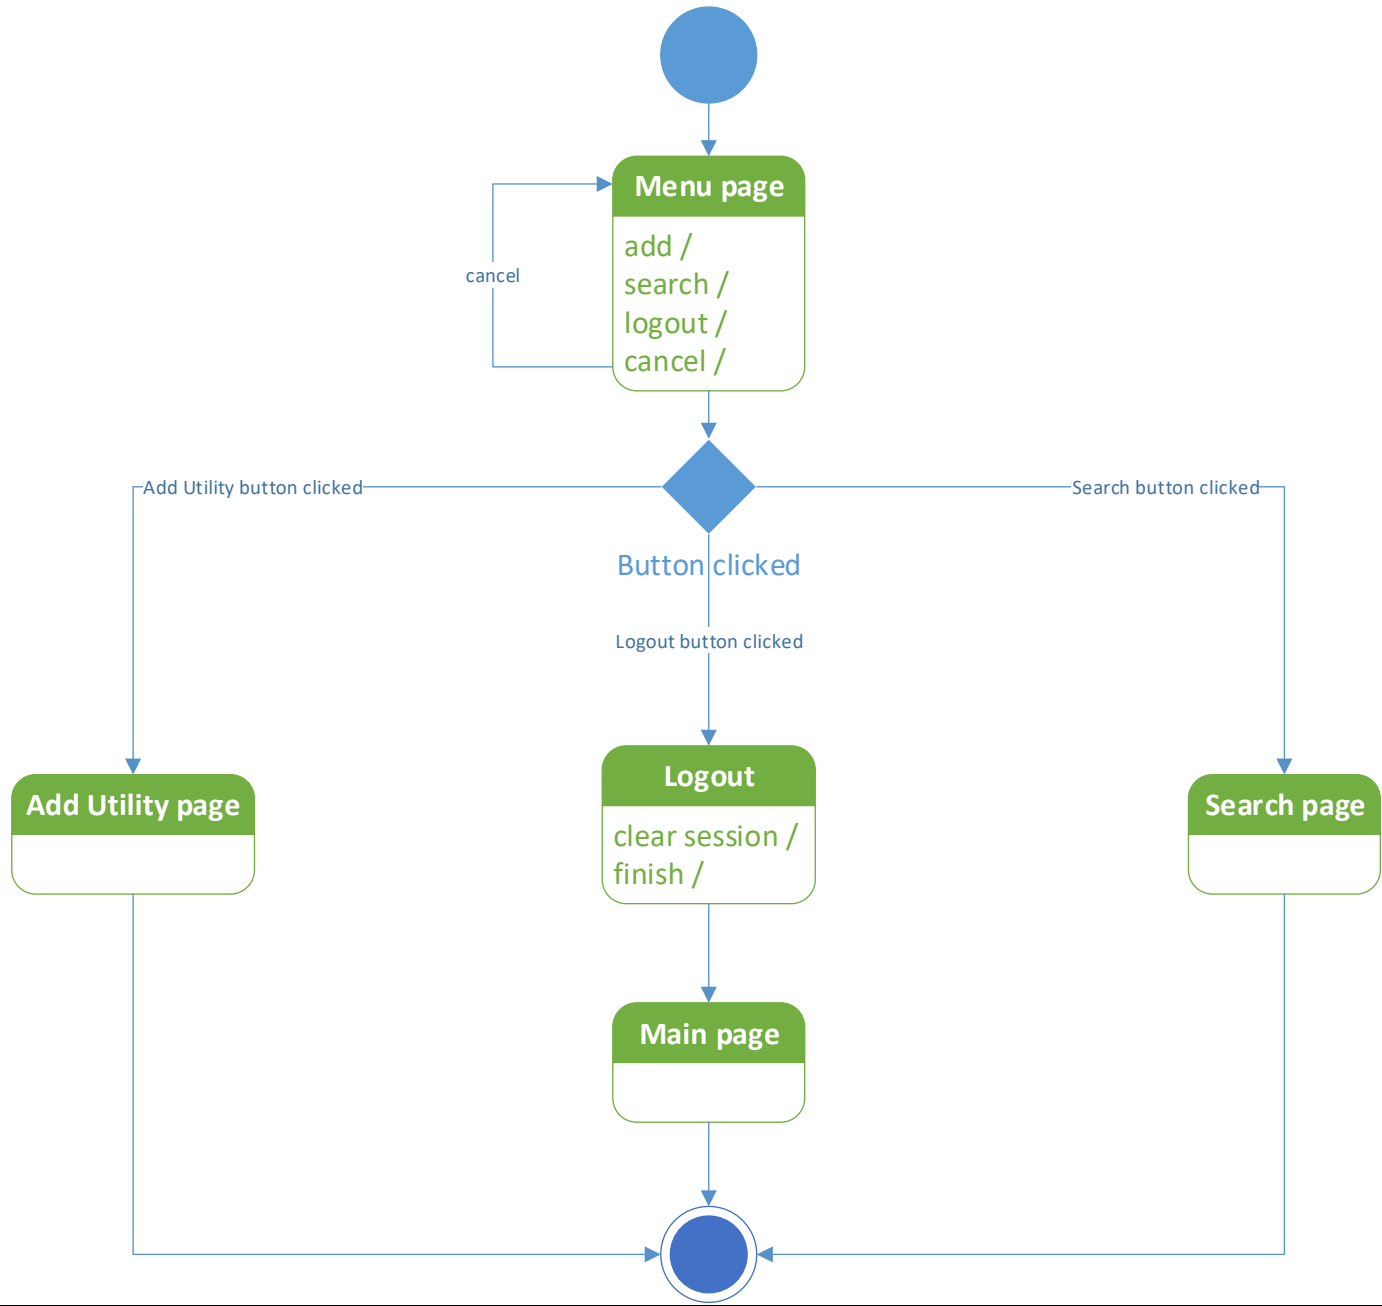 Menu page
add /
search /
logout /
cancel /
cancel
Add Utility button clicked
Search button clicked
Button clicked
Logout button clicked
Add Utility page
Logout
clear session /
finish /
Search page
Main page